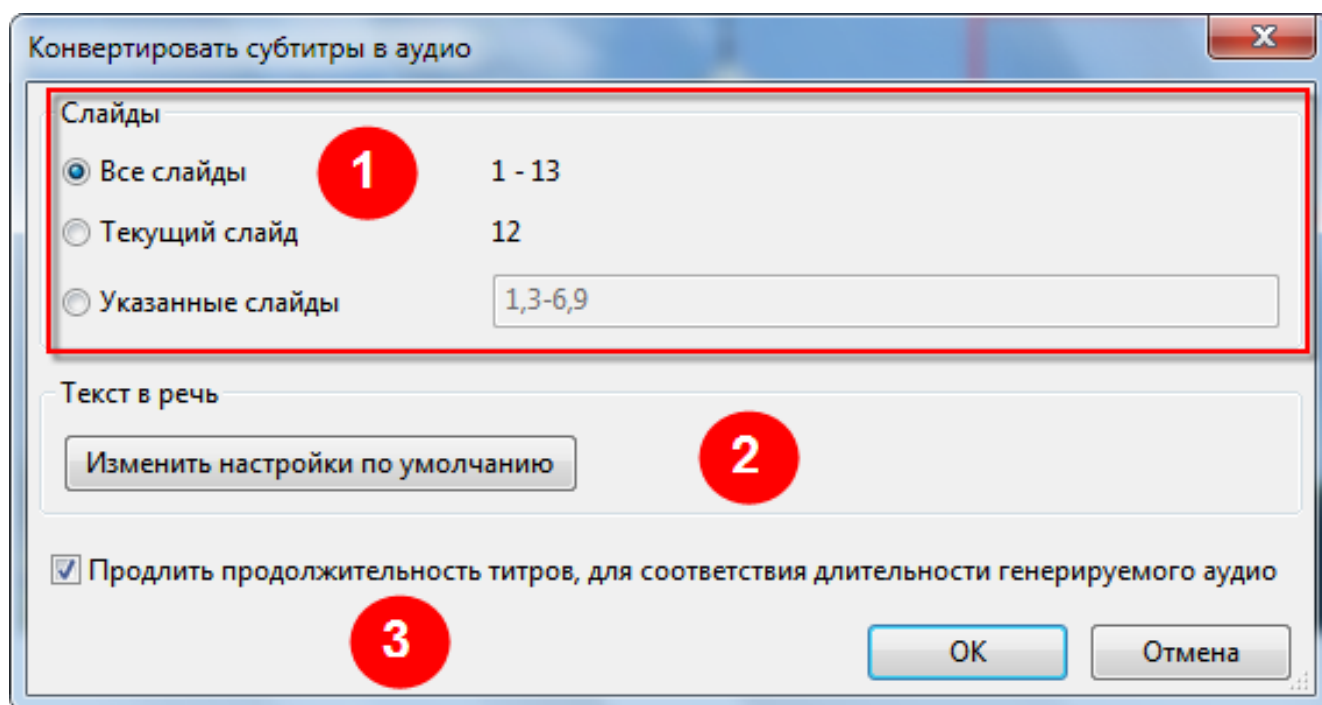 Конвертировать субтитры в аудио
Слайды
Все слайды 1 1 - 13
Текущий слайд 12
Указанные слайды 1,3-6,9
Текст в речь
Изменить настройки по умолчанию 2
Продлить продолжительность титров, для соответствия длительности генерируемого аудио
3 ОК Отмена